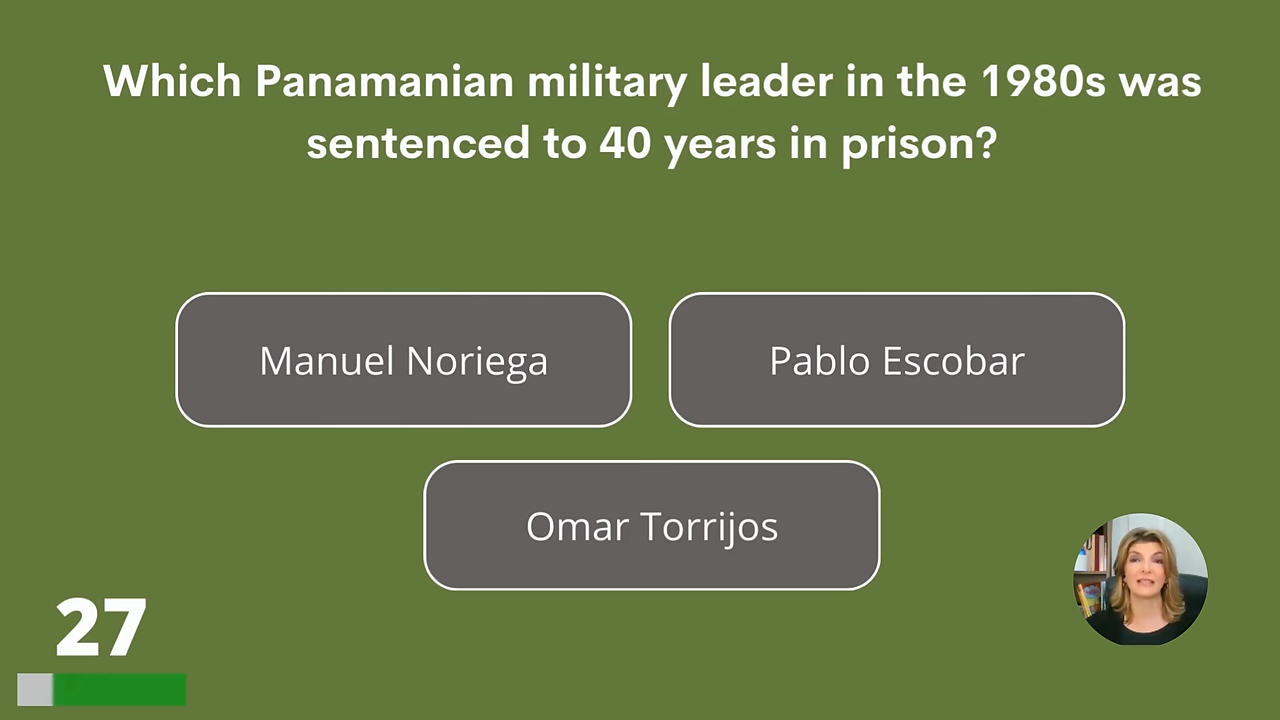 Which Panamanian military leader in the 1980s was
sentenced to 40 years in prison?
Manuel Noriega
Pablo Escobar
Omar Torrijos
27